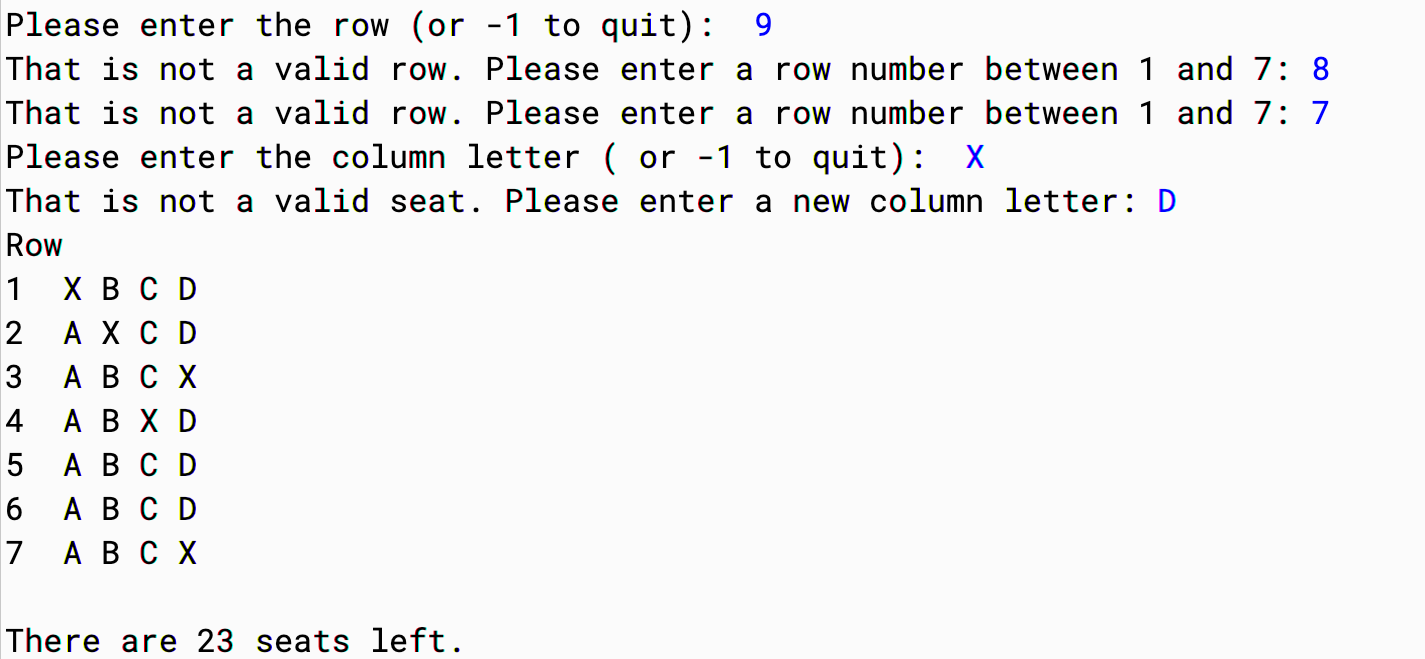 Please enter the row (or -1 to quit):  9
That is not a valid row. Please enter a row number between 1 and 7: 8
That is not a valid row. Please enter a row number between 1 and 7: 7
Please enter the column letter ( or -1 to quit):  X
That is not a valid seat. Please enter a new column letter: D
Row
1  X B C D
2  A X C D
3  A B C X
4  A B X D
5  A B C D
6  A B C D
7  A B C X
There are 23 seats left.